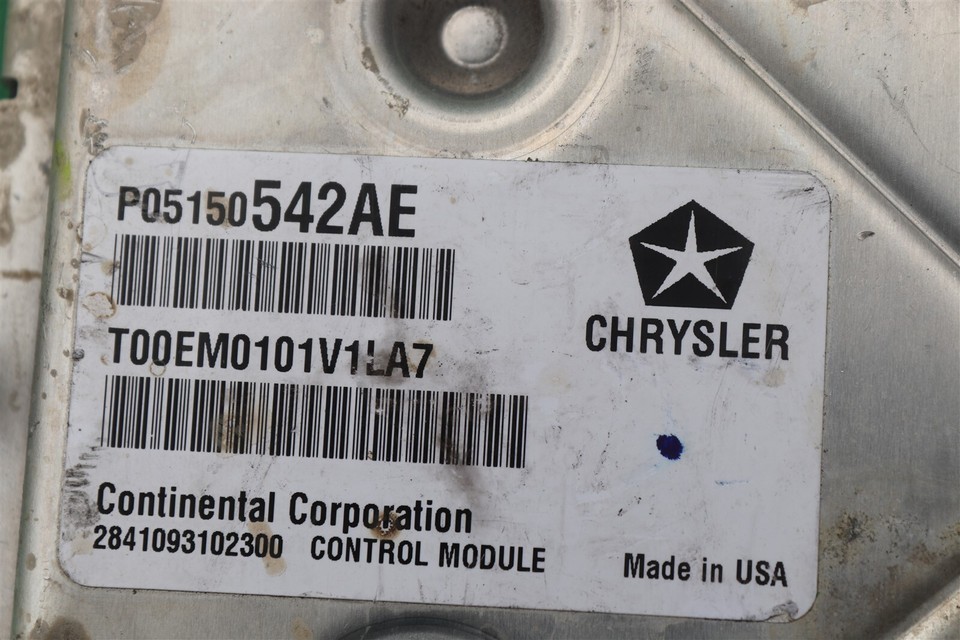 P05150542AE
T00EM0101V1LA7
CHRYSLER
Continental Corporation
2841093102300 CONTROL MODULE
Made in USA